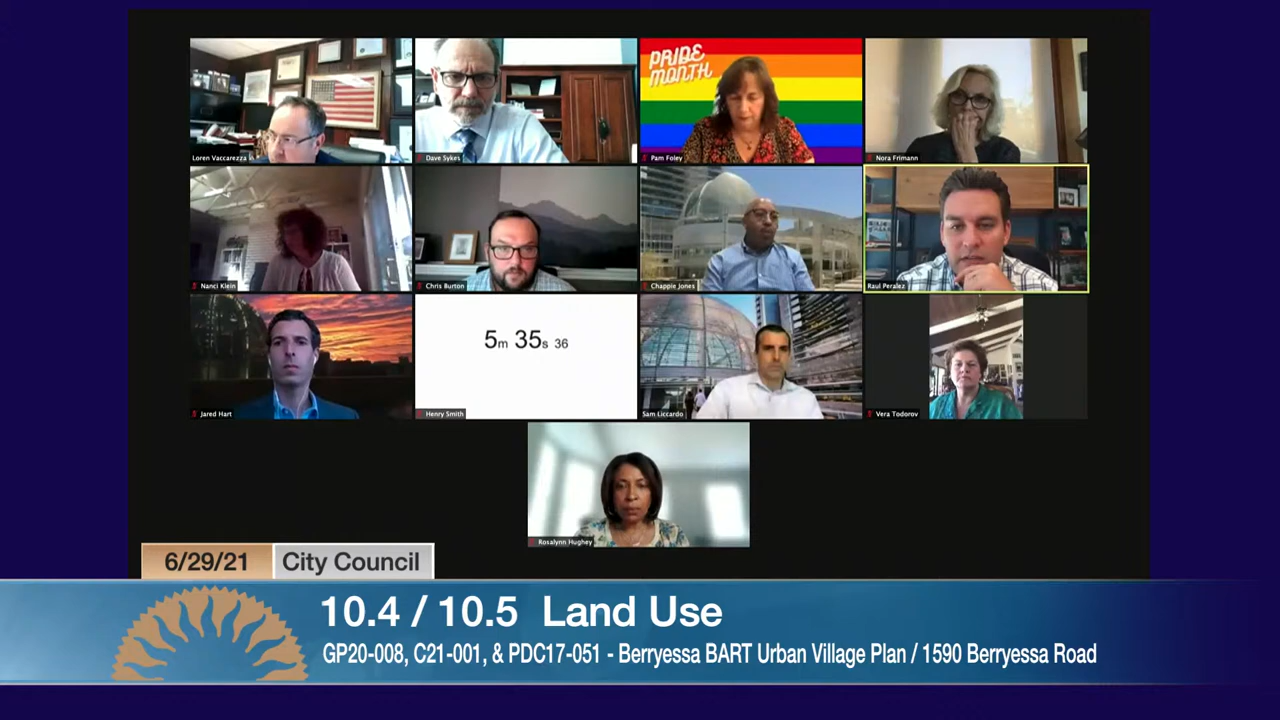 PRIDE
MONTH
Loren Vaccarezza
Dave Sykes
Pam Foley
Nora Frimann
Nanci Klein
Chris Burton
Chappie Jones
Raul Peralez
5m 35s 36
Jared Hart
Henry Smith
Sam Liccardo
Vera Todorov
Rosalynn Hughey
6/29/21 City Council
10.4 / 10.5 Land Use
GP20-008, C21-001, & PDC17-051 - Berryessa BART Urban Village Plan / 1590 Berryessa Road